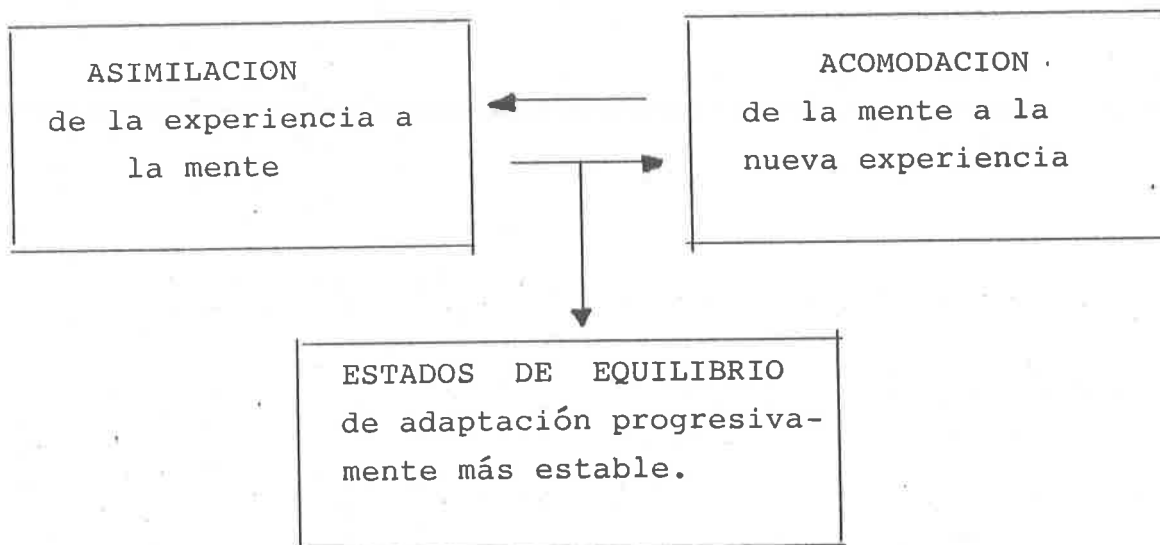 ASIMILACION
de la experiencia a
la mente
ACOMODACION
de la mente a la
nueva experiencia
ESTADOS DE EQUILIBRIO
de adaptación progresiva-
mente más estable.